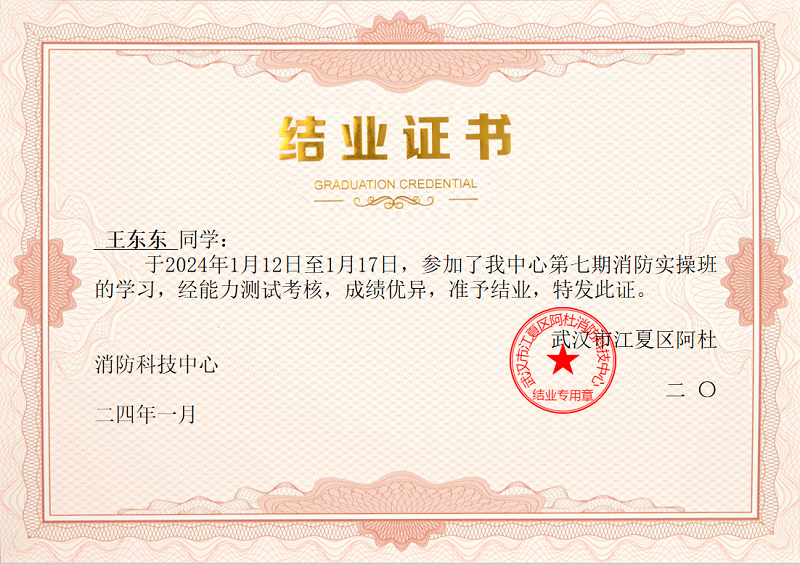 结业证书
GRADUATION CREDENTIAL
王东东 同学：
于2024年1月12日至1月17日，参加了我中心第七期消防实操班
的学习，经能力测试考核，成绩优异，准予结业，特发此证。
武汉市江夏区阿杜
消防科技中心
二 〇
二四年一月
武汉市江夏区阿杜消防科技中心
结业专用章